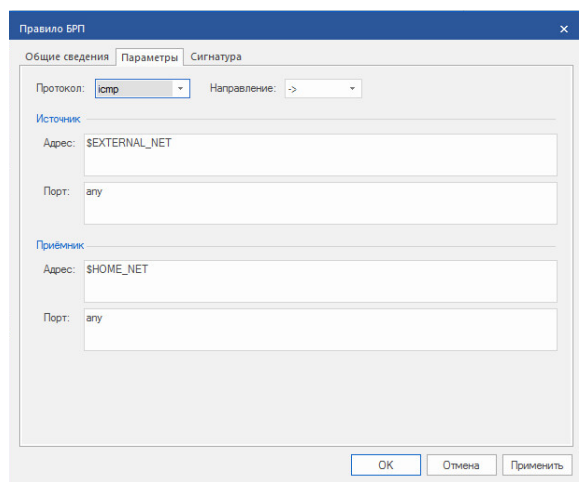 Правило БРП
Общие сведения Параметры Сигнатура
Протокол: icmp Направление: ->
Источник
Адрес: $EXTERNAL_NET
Порт: any
Приёмник
Адрес: $HOME_NET
Порт: any
OK Отмена Применить